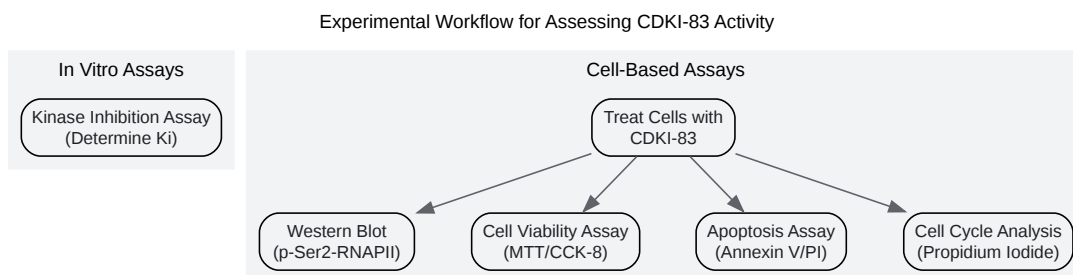 Experimental Workflow for Assessing CDKI-83 Activity
In Vitro Assays
Kinase Inhibition Assay
(Determine Ki)
Cell-Based Assays
Treat Cells with
CDKI-83
Western Blot
(p-Ser2-RNAPII)
Cell Viability Assay
(MTT/CCK-8)
Apoptosis Assay
(Annexin V/PI)
Cell Cycle Analysis
(Propidium Iodide)